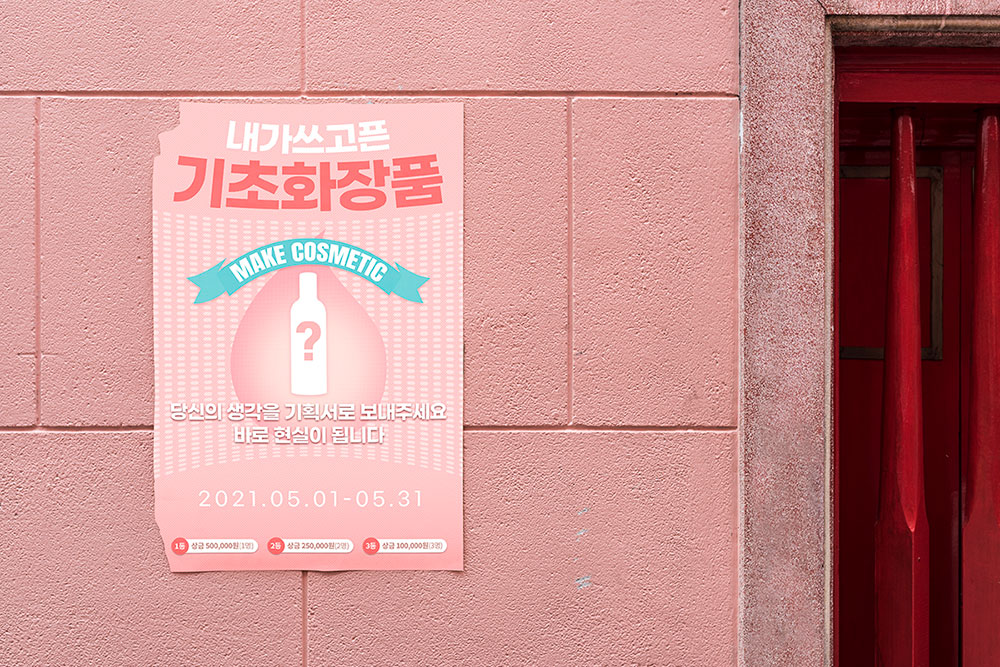 내가쓰고픈
기초화장품
MAKE COSMETIC
?
당신의 생각을 기획서로 보내주세요
바로 현실이 됩니다
2021.05.01-05.31
1등 상금 500,000원(1명) 2등 상금 250,000원(2명) 3등 상금 100,000원(3명)